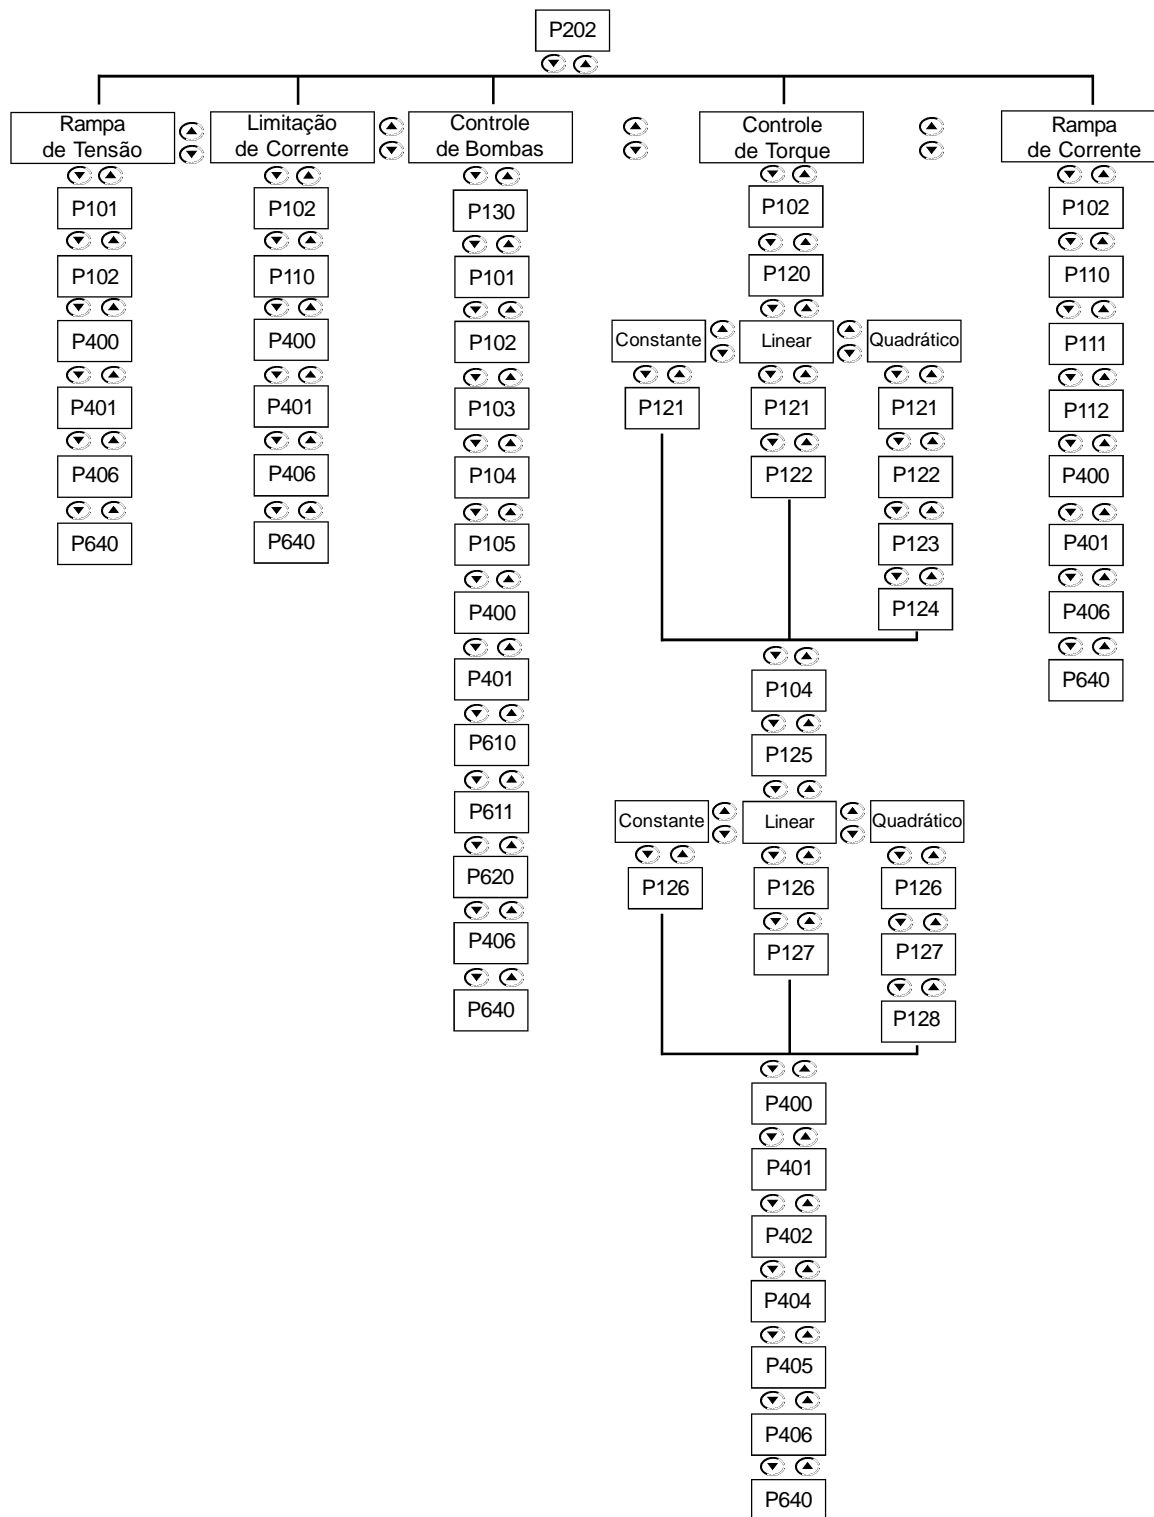 P202
Rampa
de Tensão
Limitação
de Corrente
Controle
de Bombas
Controle
de Torque
Rampa
de Corrente
P101
P102
P400
P401
P406
P640
P102
P110
P400
P401
P406
P640
P130
P101
P102
P103
P104
P105
P400
P401
P610
P611
P620
P406
P640
P102
P120
Constante
Linear
Quadrático
P121
P121
P122
P121
P122
P123
P124
P104
P125
Constante
Linear
Quadrático
P126
P126
P127
P126
P127
P128
P400
P401
P402
P404
P405
P406
P640
P102
P110
P111
P112
P400
P401
P406
P640